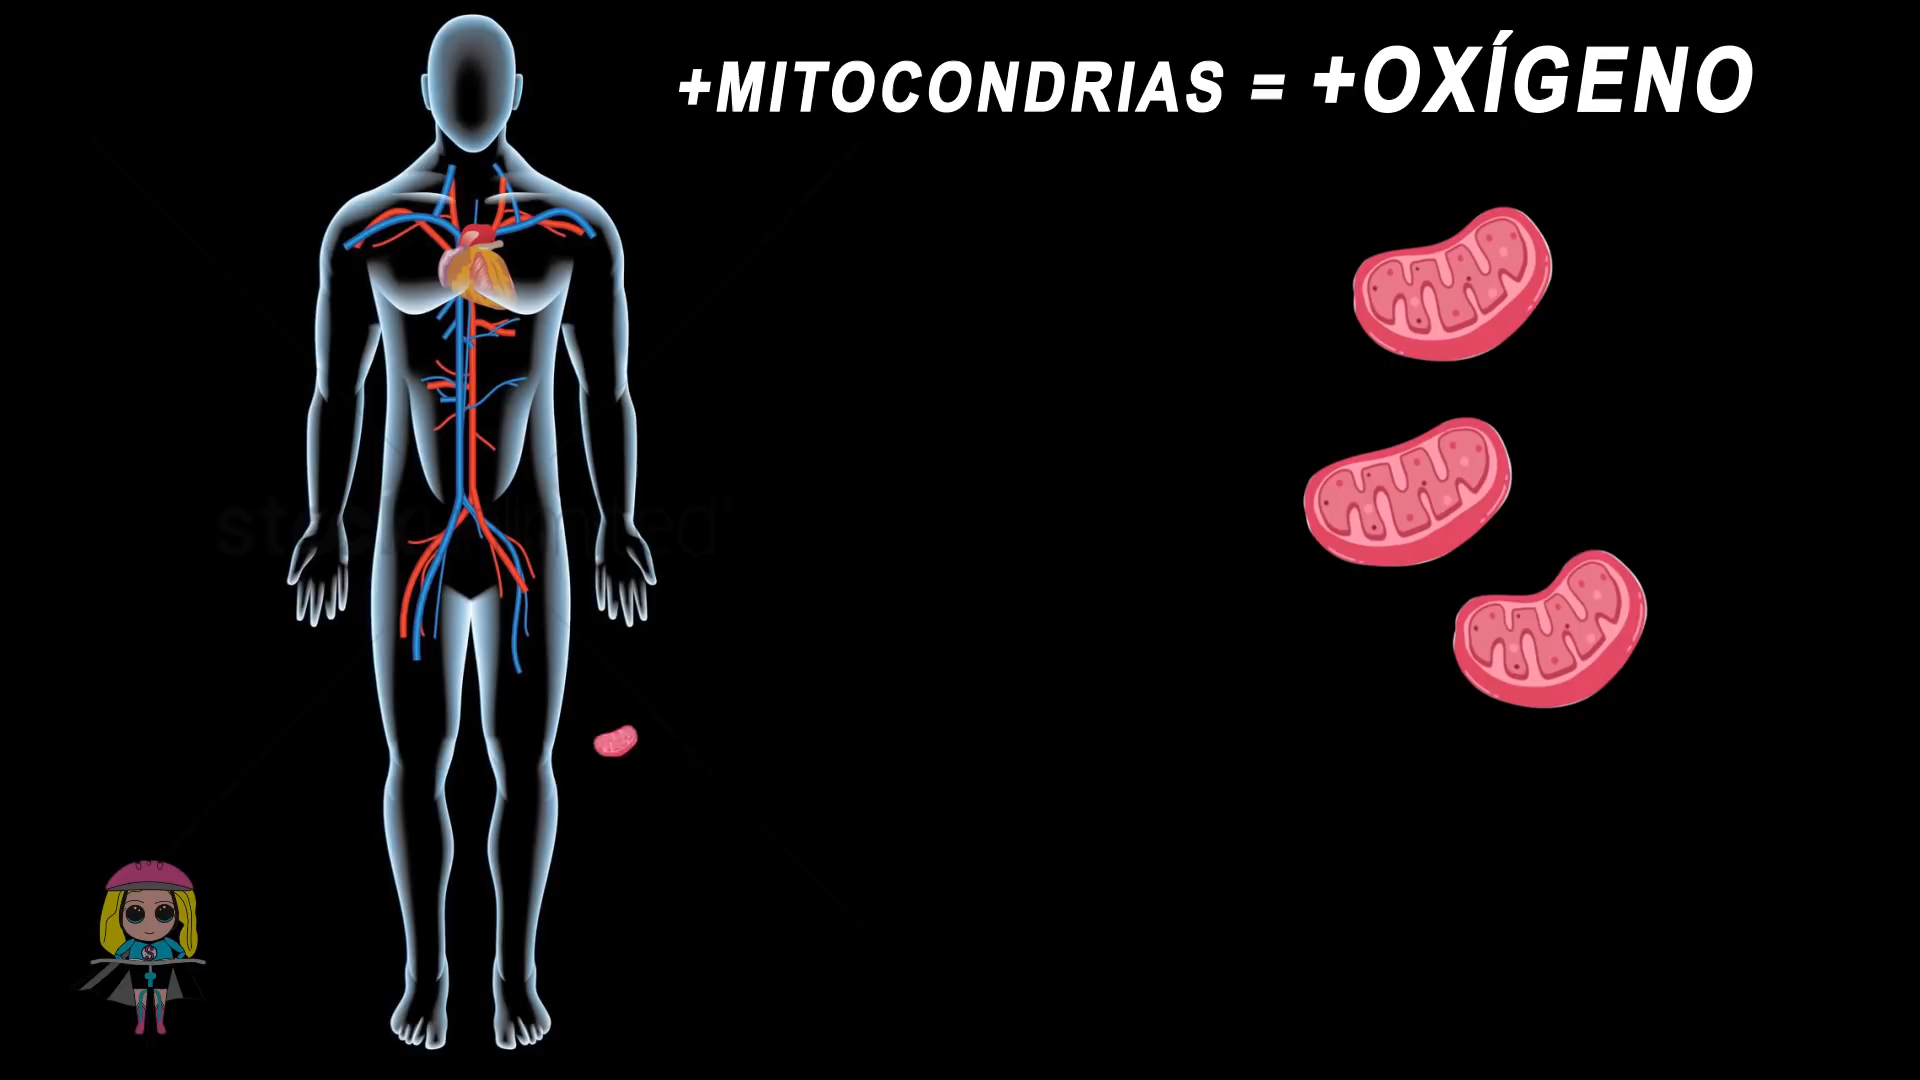 +MITOCONDRIAS = +OXÍGENO